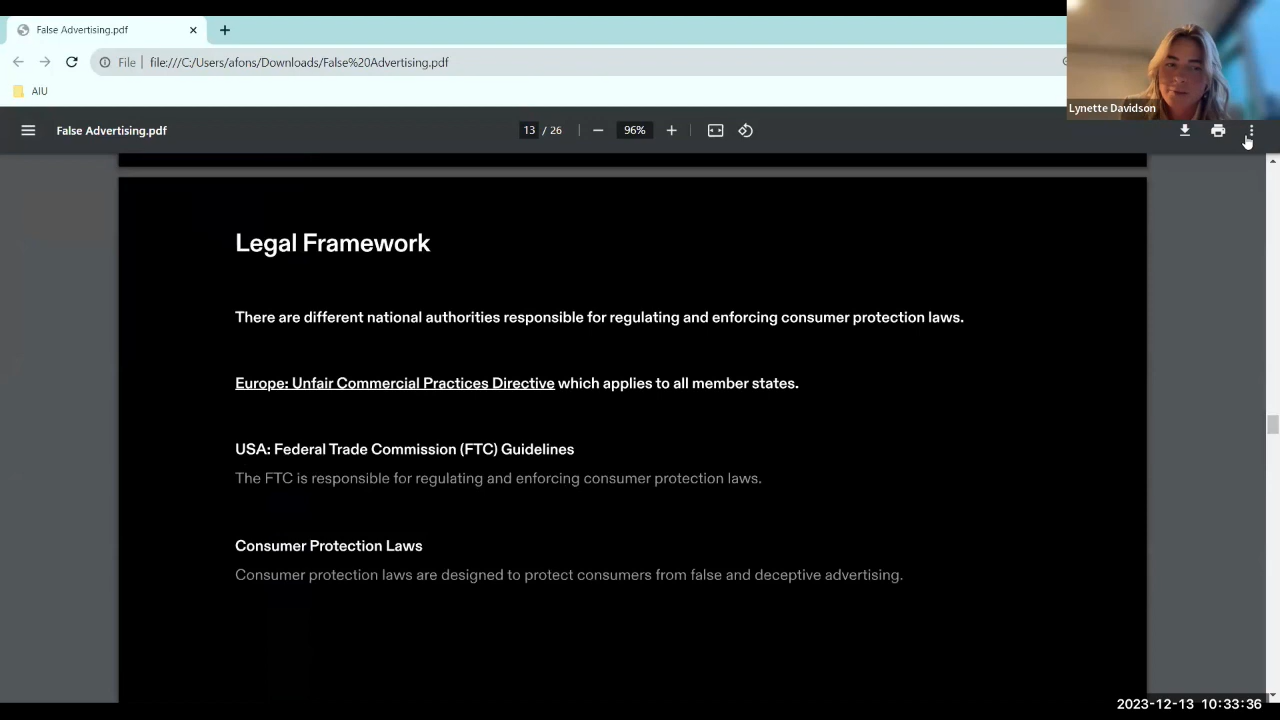 False Advertising.pdf
File
file:///C:/Users/afons/Downloads/False%20Advertising.pdf
AIU
Lynette Davidson
False Advertising.pdf
13 / 26
96%
Legal Framework
There are different national authorities responsible for regulating and enforcing consumer protection laws.
Europe: Unfair Commercial Practices Directive which applies to all member states.
USA: Federal Trade Commission (FTC) Guidelines
The FTC is responsible for regulating and enforcing consumer protection laws.
Consumer Protection Laws
Consumer protection laws are designed to protect consumers from false and deceptive advertising.
2023-12-13 10:33:36